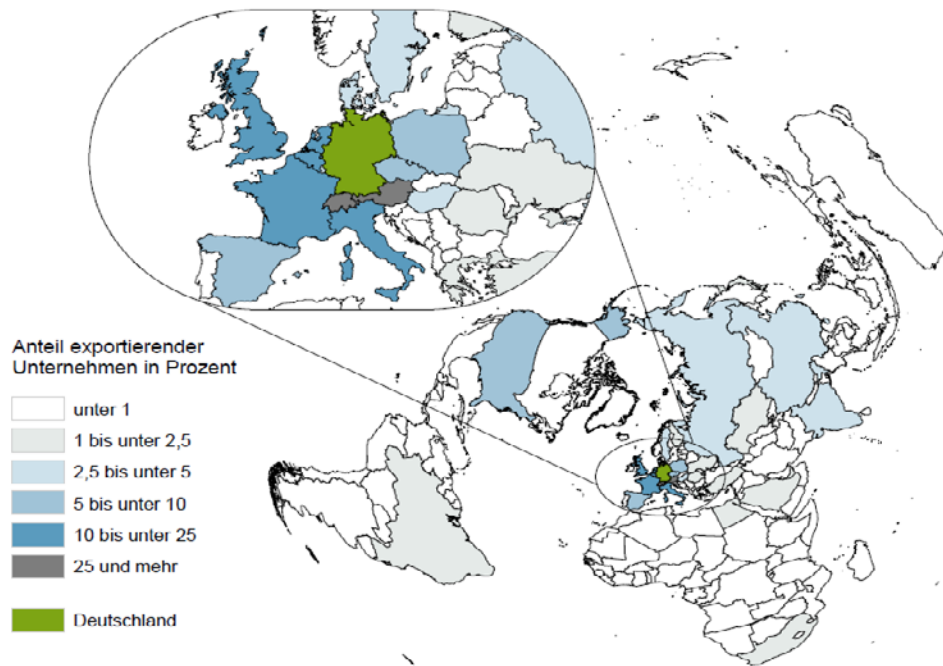 Anteil exportierender
Unternehmen in Prozent
unter 1
1 bis unter 2,5
2,5 bis unter 5
5 bis unter 10
10 bis unter 25
25 und mehr
Deutschland